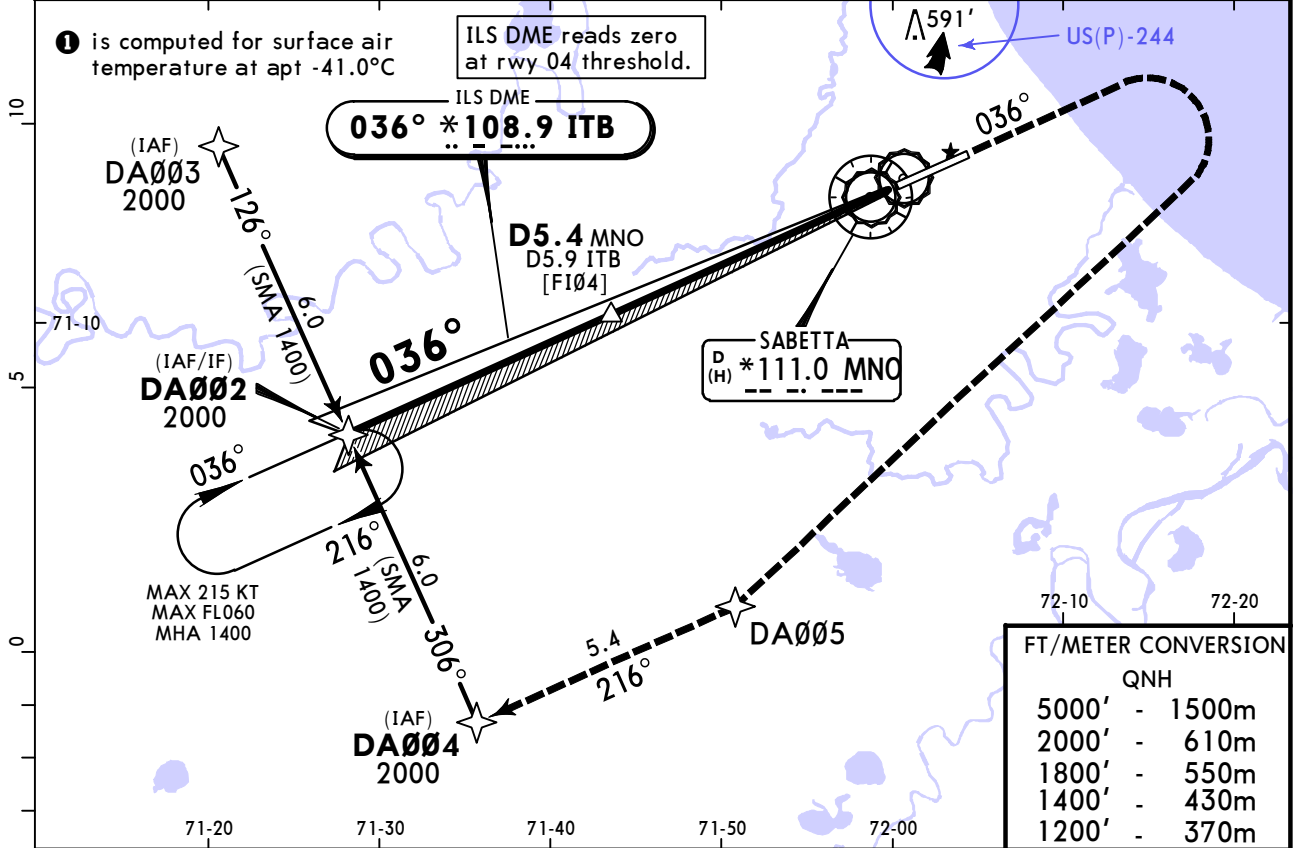 ❶ is computed for surface air
temperature at apt -41.0°C
ILS DME reads zero
at rwy 04 threshold.
591'
US(P)-244
ILS DME
036° *108.9 ITB
036°
10
(IAF)
DAØØ3
2000
126°
6.0
(SMA 1400)
D5.4 MNO
D5.9 ITB
[FIØ4]
71-10
036°
SABETTA
D
(H) *111.0 MNO
5
(IAF/IF)
DAØØ2
2000
036°
216°
MAX 215 KT
MAX FL060
MHA 1400
6.0
(SMA
1400)
306°
0
5.4
216°
DAØØ5
(IAF)
DAØØ4
2000
72-10
72-20
FT/METER CONVERSION
QNH
5000' - 1500m
2000' - 610m
1800' - 550m
1400' - 430m
1200' - 370m
71-20
71-30
71-40
71-50
72-00